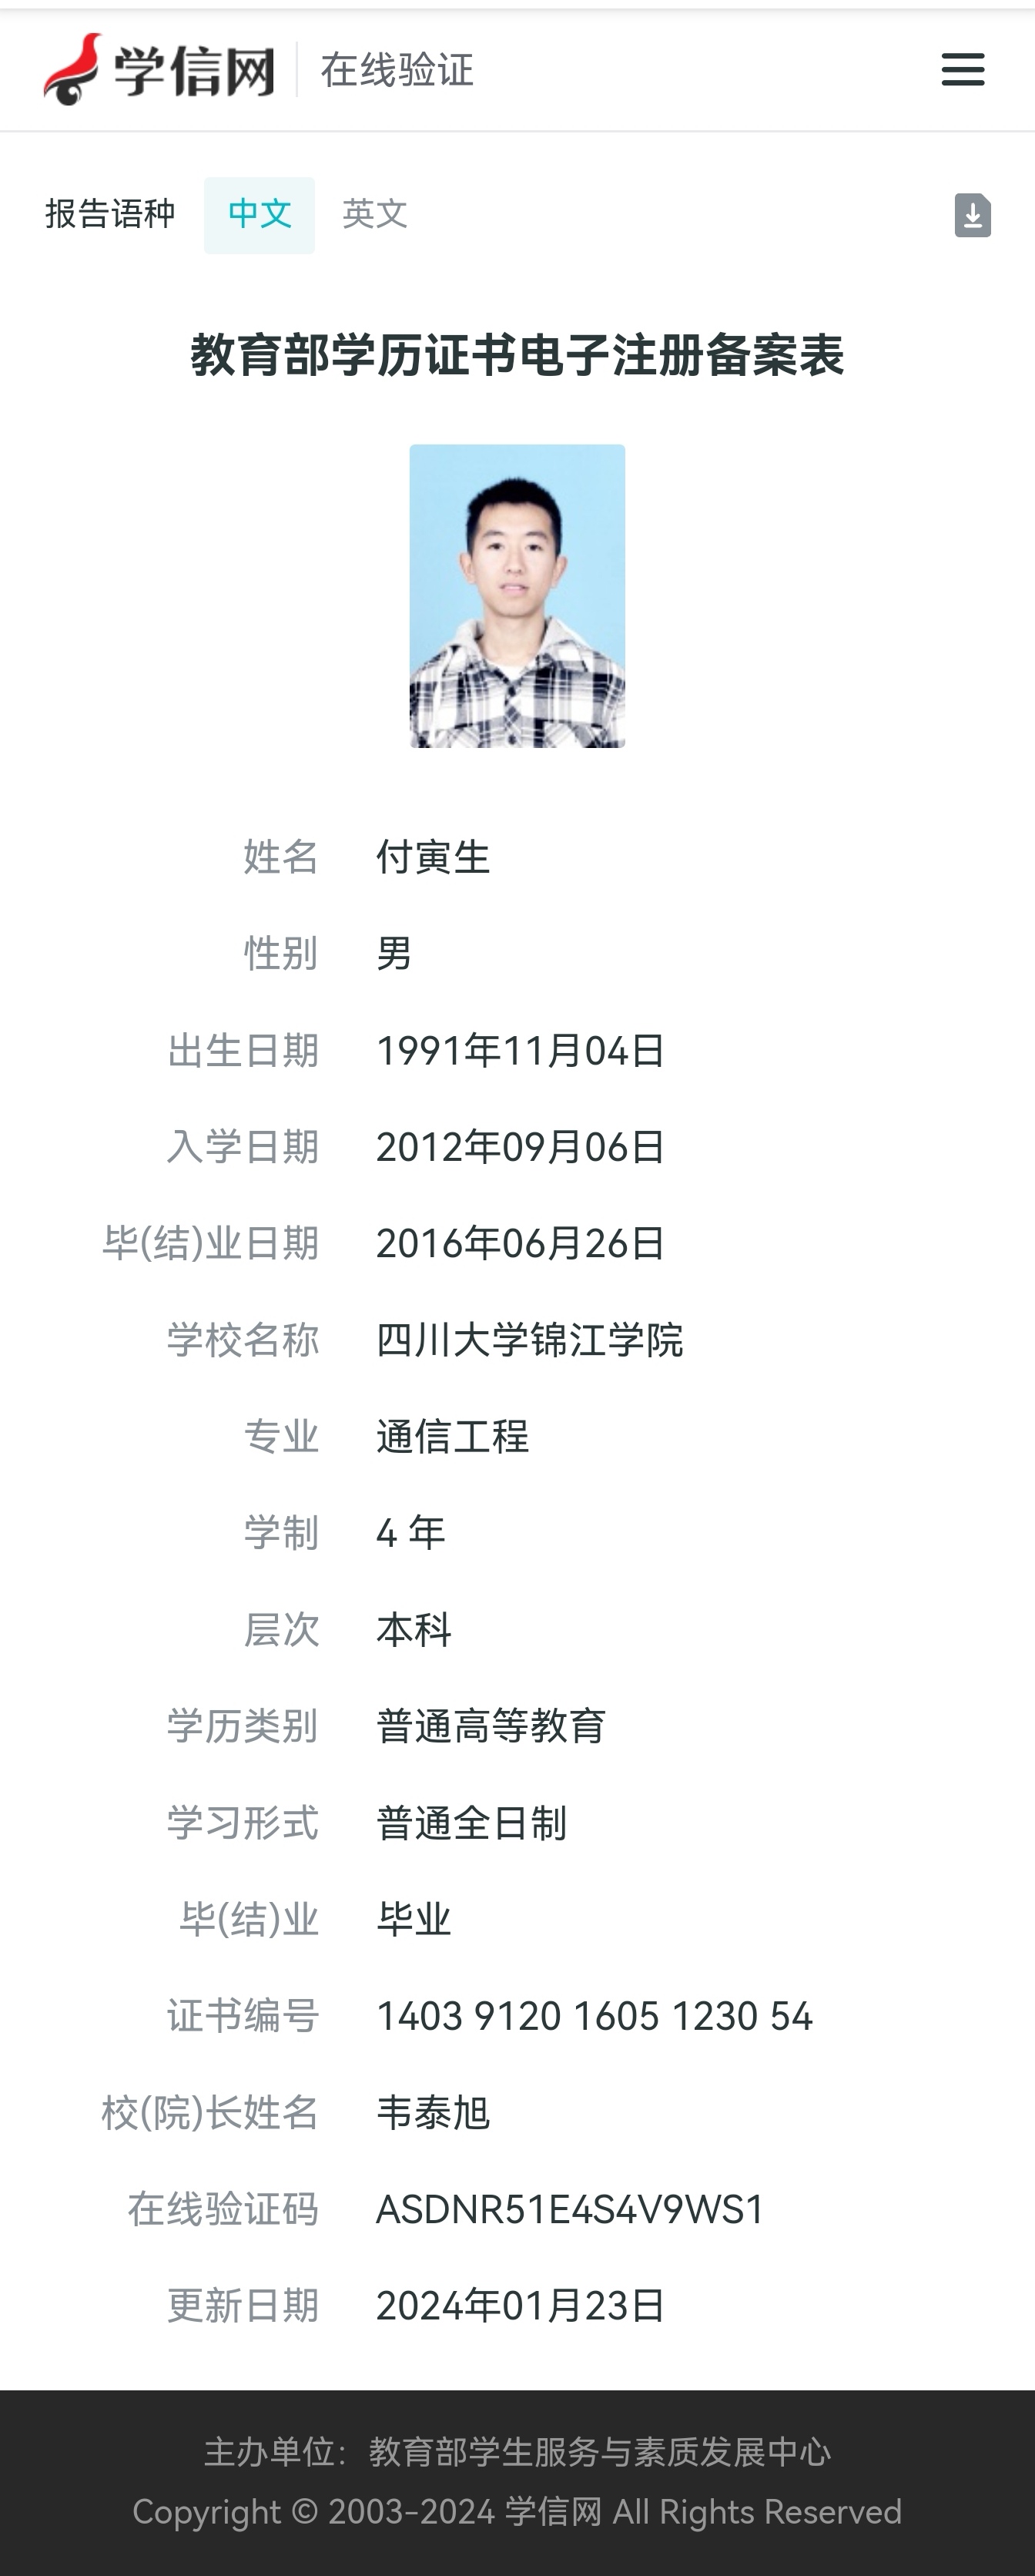 学信网 在线验证
报告语种 中文 英文
教育部学历证书电子注册备案表
姓名 付寅生
性别 男
出生日期 1991年11月04日
入学日期 2012年09月06日
毕(结)业日期 2016年06月26日
学校名称 四川大学锦江学院
专业 通信工程
学制 4 年
层次 本科
学历类别 普通高等教育
学习形式 普通全日制
毕(结)业 毕业
证书编号 1403 9120 1605 1230 54
校(院)长姓名 韦泰旭
在线验证码 ASDNR51E4S4V9WS1
更新日期 2024年01月23日
主办单位：教育部学生服务与素质发展中心
Copyright © 2003-2024 学信网 All Rights Reserved